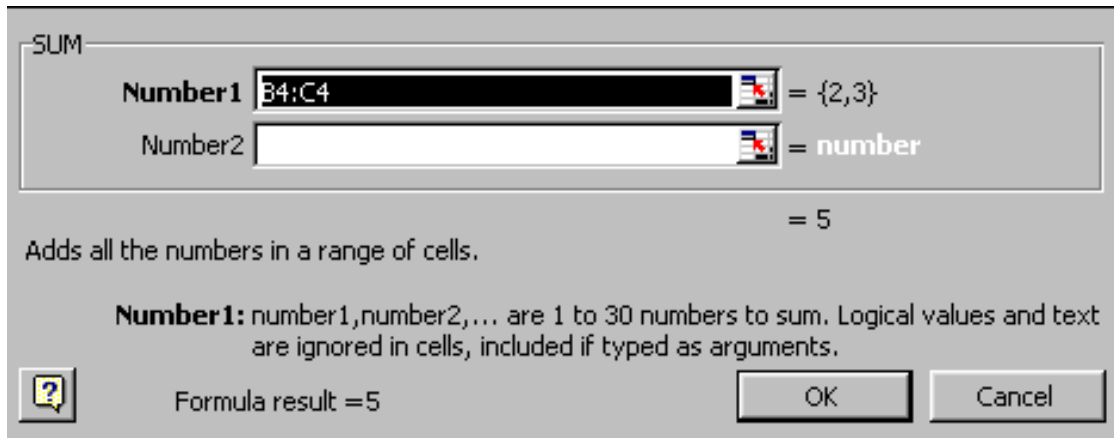 SUM
Number1 B4:C4 = {2,3}
Number2 = number
= 5
Adds all the numbers in a range of cells.
Number1: number1,number2,... are 1 to 30 numbers to sum. Logical values and text
are ignored in cells, included if typed as arguments.
? Formula result =5 OK Cancel